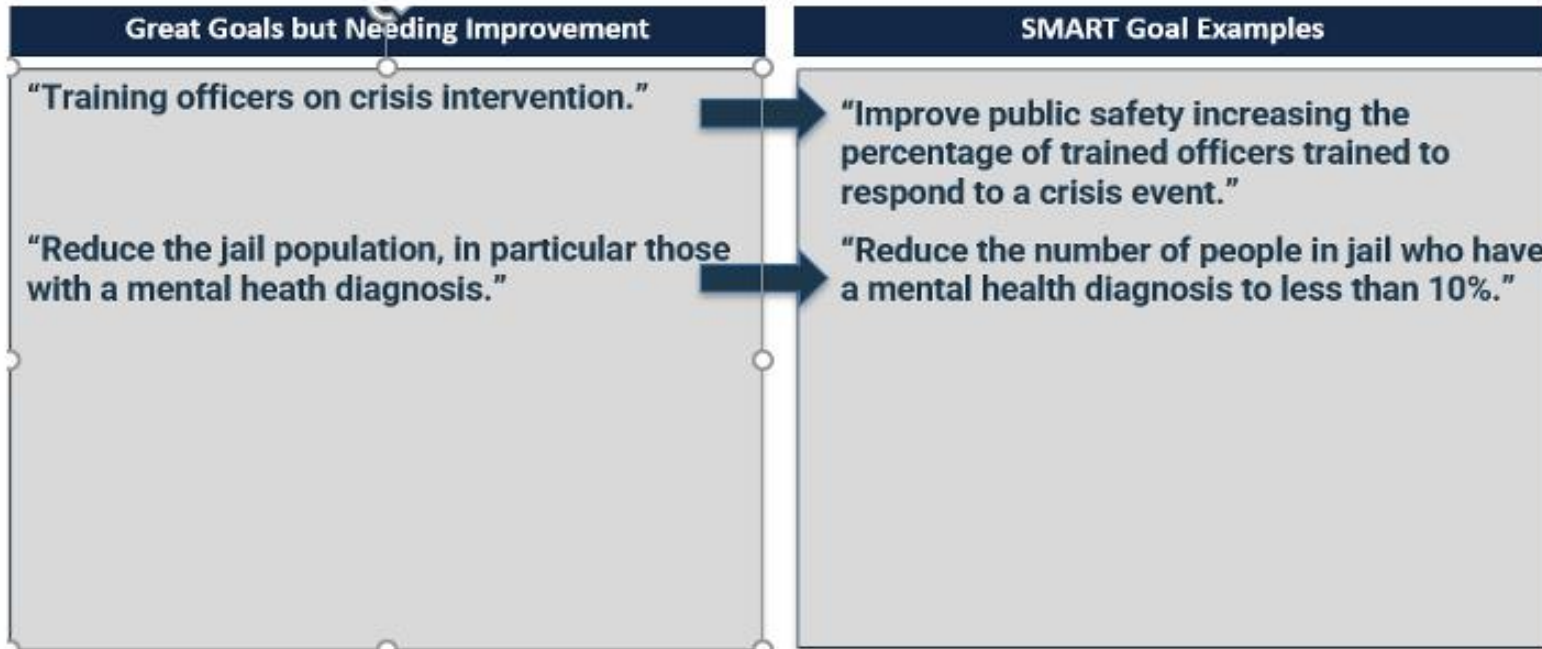 Great Goals but Needing Improvement
“Training officers on crisis intervention.”
“Reduce the jail population, in particular those
with a mental heath diagnosis.”
SMART Goal Examples
“Improve public safety increasing the
percentage of trained officers trained to
respond to a crisis event.”
“Reduce the number of people in jail who have
a mental health diagnosis to less than 10%.”